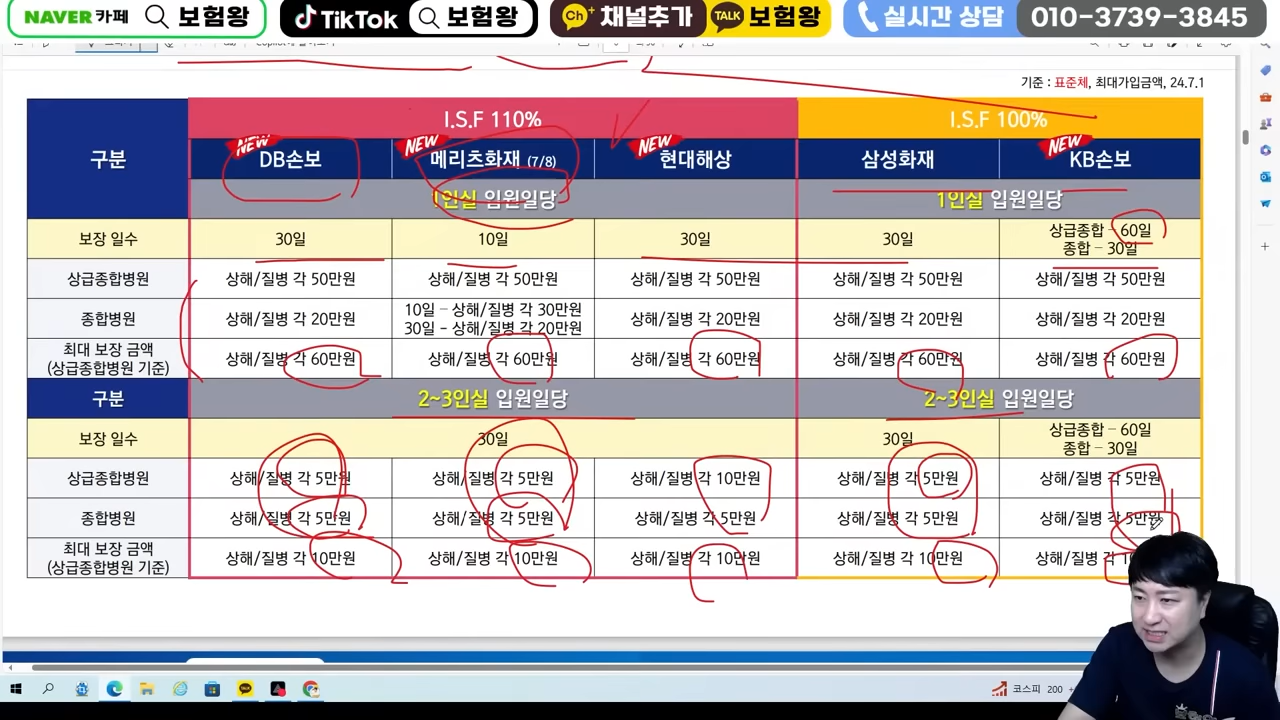 NAVER 카페 보험왕 TikTok 보험왕 Ch+ 채널추가 TALK 보험왕 실시간 상담 010-3739-3845
기준 : 표준체, 최대가입금액, 24.7.1
구분 I.S.F 110% I.S.F 100%
NEW DB손보 NEW 메리츠화재 (7/8) NEW 현대해상 삼성화재 NEW KB손보
1인실 입원일당 1인실 입원일당
보장 일수 30일 10일 30일 30일 상급종합 – 60일
종합 – 30일
상급종합병원 상해/질병 각 50만원 상해/질병 각 50만원 상해/질병 각 50만원 상해/질병 각 50만원 상해/질병 각 50만원
종합병원 상해/질병 각 20만원 10일 – 상해/질병 각 30만원 상해/질병 각 20만원 상해/질병 각 20만원 상해/질병 각 20만원
30일 – 상해/질병 각 20만원
최대 보장 금액 상해/질병 각 60만원 상해/질병 각 60만원 상해/질병 각 60만원 상해/질병 각 60만원 상해/질병 각 60만원
(상급종합병원 기준)
구분 2~3인실 입원일당 2~3인실 입원일당
보장 일수 30일 30일 상급종합 – 60일
종합 – 30일
상급종합병원 상해/질병 각 5만원 상해/질병 각 5만원 상해/질병 각 10만원 상해/질병 각 5만원 상해/질병 각 5만원
종합병원 상해/질병 각 5만원 상해/질병 각 5만원 상해/질병 각 5만원 상해/질병 각 5만원 상해/질병 각 5만원
최대 보장 금액 상해/질병 각 10만원 상해/질병 각 10만원 상해/질병 각 10만원 상해/질병 각 10만원 상해/질병 각
(상급종합병원 기준)
코스피 200